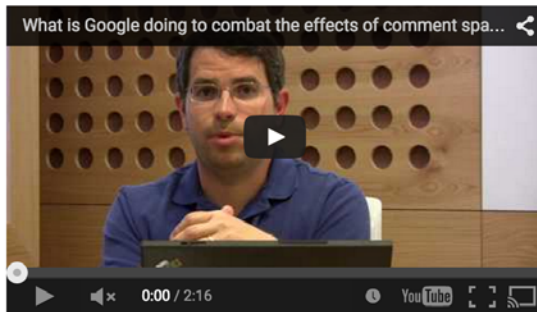 What is Google doing to combat the effects of comment spa...
0:00 / 2:16
YouTube